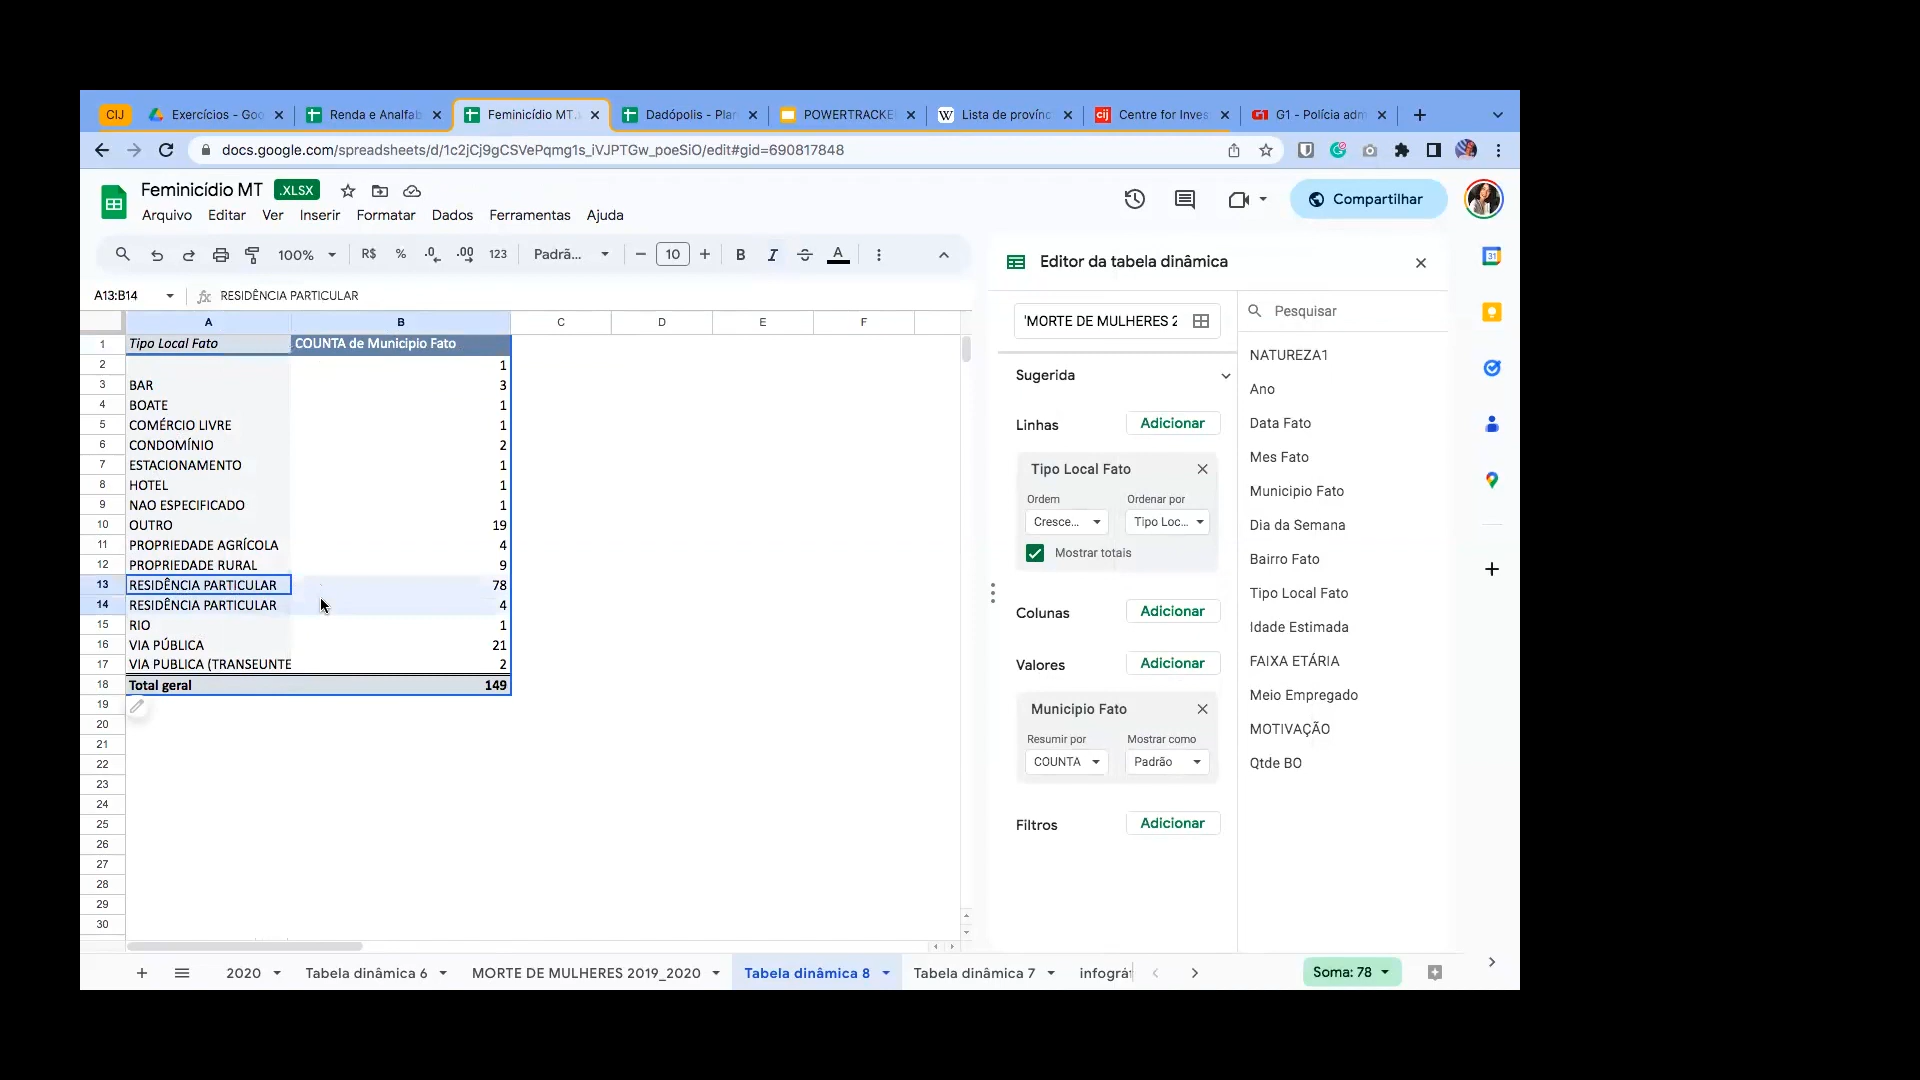 CIJ
Exercícios - Goo
Renda e Analfab
Feminicídio MT.
Dadópolis - Plan
POWERTRACKE
Lista de provínc
Centre for Inves
G1 - Polícia adm
docs.google.com/spreadsheets/d/1c2jCj9gCSVePqmg1s_iVJPTGw_poeSiO/edit#gid=690817848
Feminicídio MT .XLSX
Arquivo Editar Ver Inserir Formatar Dados Ferramentas Ajuda
Compartilhar
100% R$ % .0 .00 123 Padrã... 10 B I S A
A13:B14 fx RESIDÊNCIA PARTICULAR
A B C D E F
1 Tipo Local Fato COUNTA de Municipio Fato
2 1
3 BAR 3
4 BOATE 1
5 COMÉRCIO LIVRE 1
6 CONDOMÍNIO 2
7 ESTACIONAMENTO 1
8 HOTEL 1
9 NAO ESPECIFICADO 1
10 OUTRO 19
11 PROPRIEDADE AGRÍCOLA 4
12 PROPRIEDADE RURAL 9
13 RESIDÊNCIA PARTICULAR 78
14 RESIDÊNCIA PARTICULAR 4
15 RIO 1
16 VIA PÚBLICA 21
17 VIA PUBLICA (TRANSEUNTE 2
18 Total geral 149
19
20
21
22
23
24
25
26
27
28
29
30
Editor da tabela dinâmica
'MORTE DE MULHERES 2
Sugerida
Linhas Adicionar
Tipo Local Fato
Ordem Ordenar por
Cresce... Tipo Loc...
Mostrar totais
Colunas Adicionar
Valores Adicionar
Municipio Fato
Resumir por Mostrar como
COUNTA Padrão
Filtros Adicionar
Pesquisar
NATUREZA1
Ano
Data Fato
Mes Fato
Municipio Fato
Dia da Semana
Bairro Fato
Tipo Local Fato
Idade Estimada
FAIXA ETÁRIA
Meio Empregado
MOTIVAÇÃO
Qtde BO
31
2020 Tabela dinâmica 6 MORTE DE MULHERES 2019_2020 Tabela dinâmica 8 Tabela dinâmica 7 infográf
Soma: 78